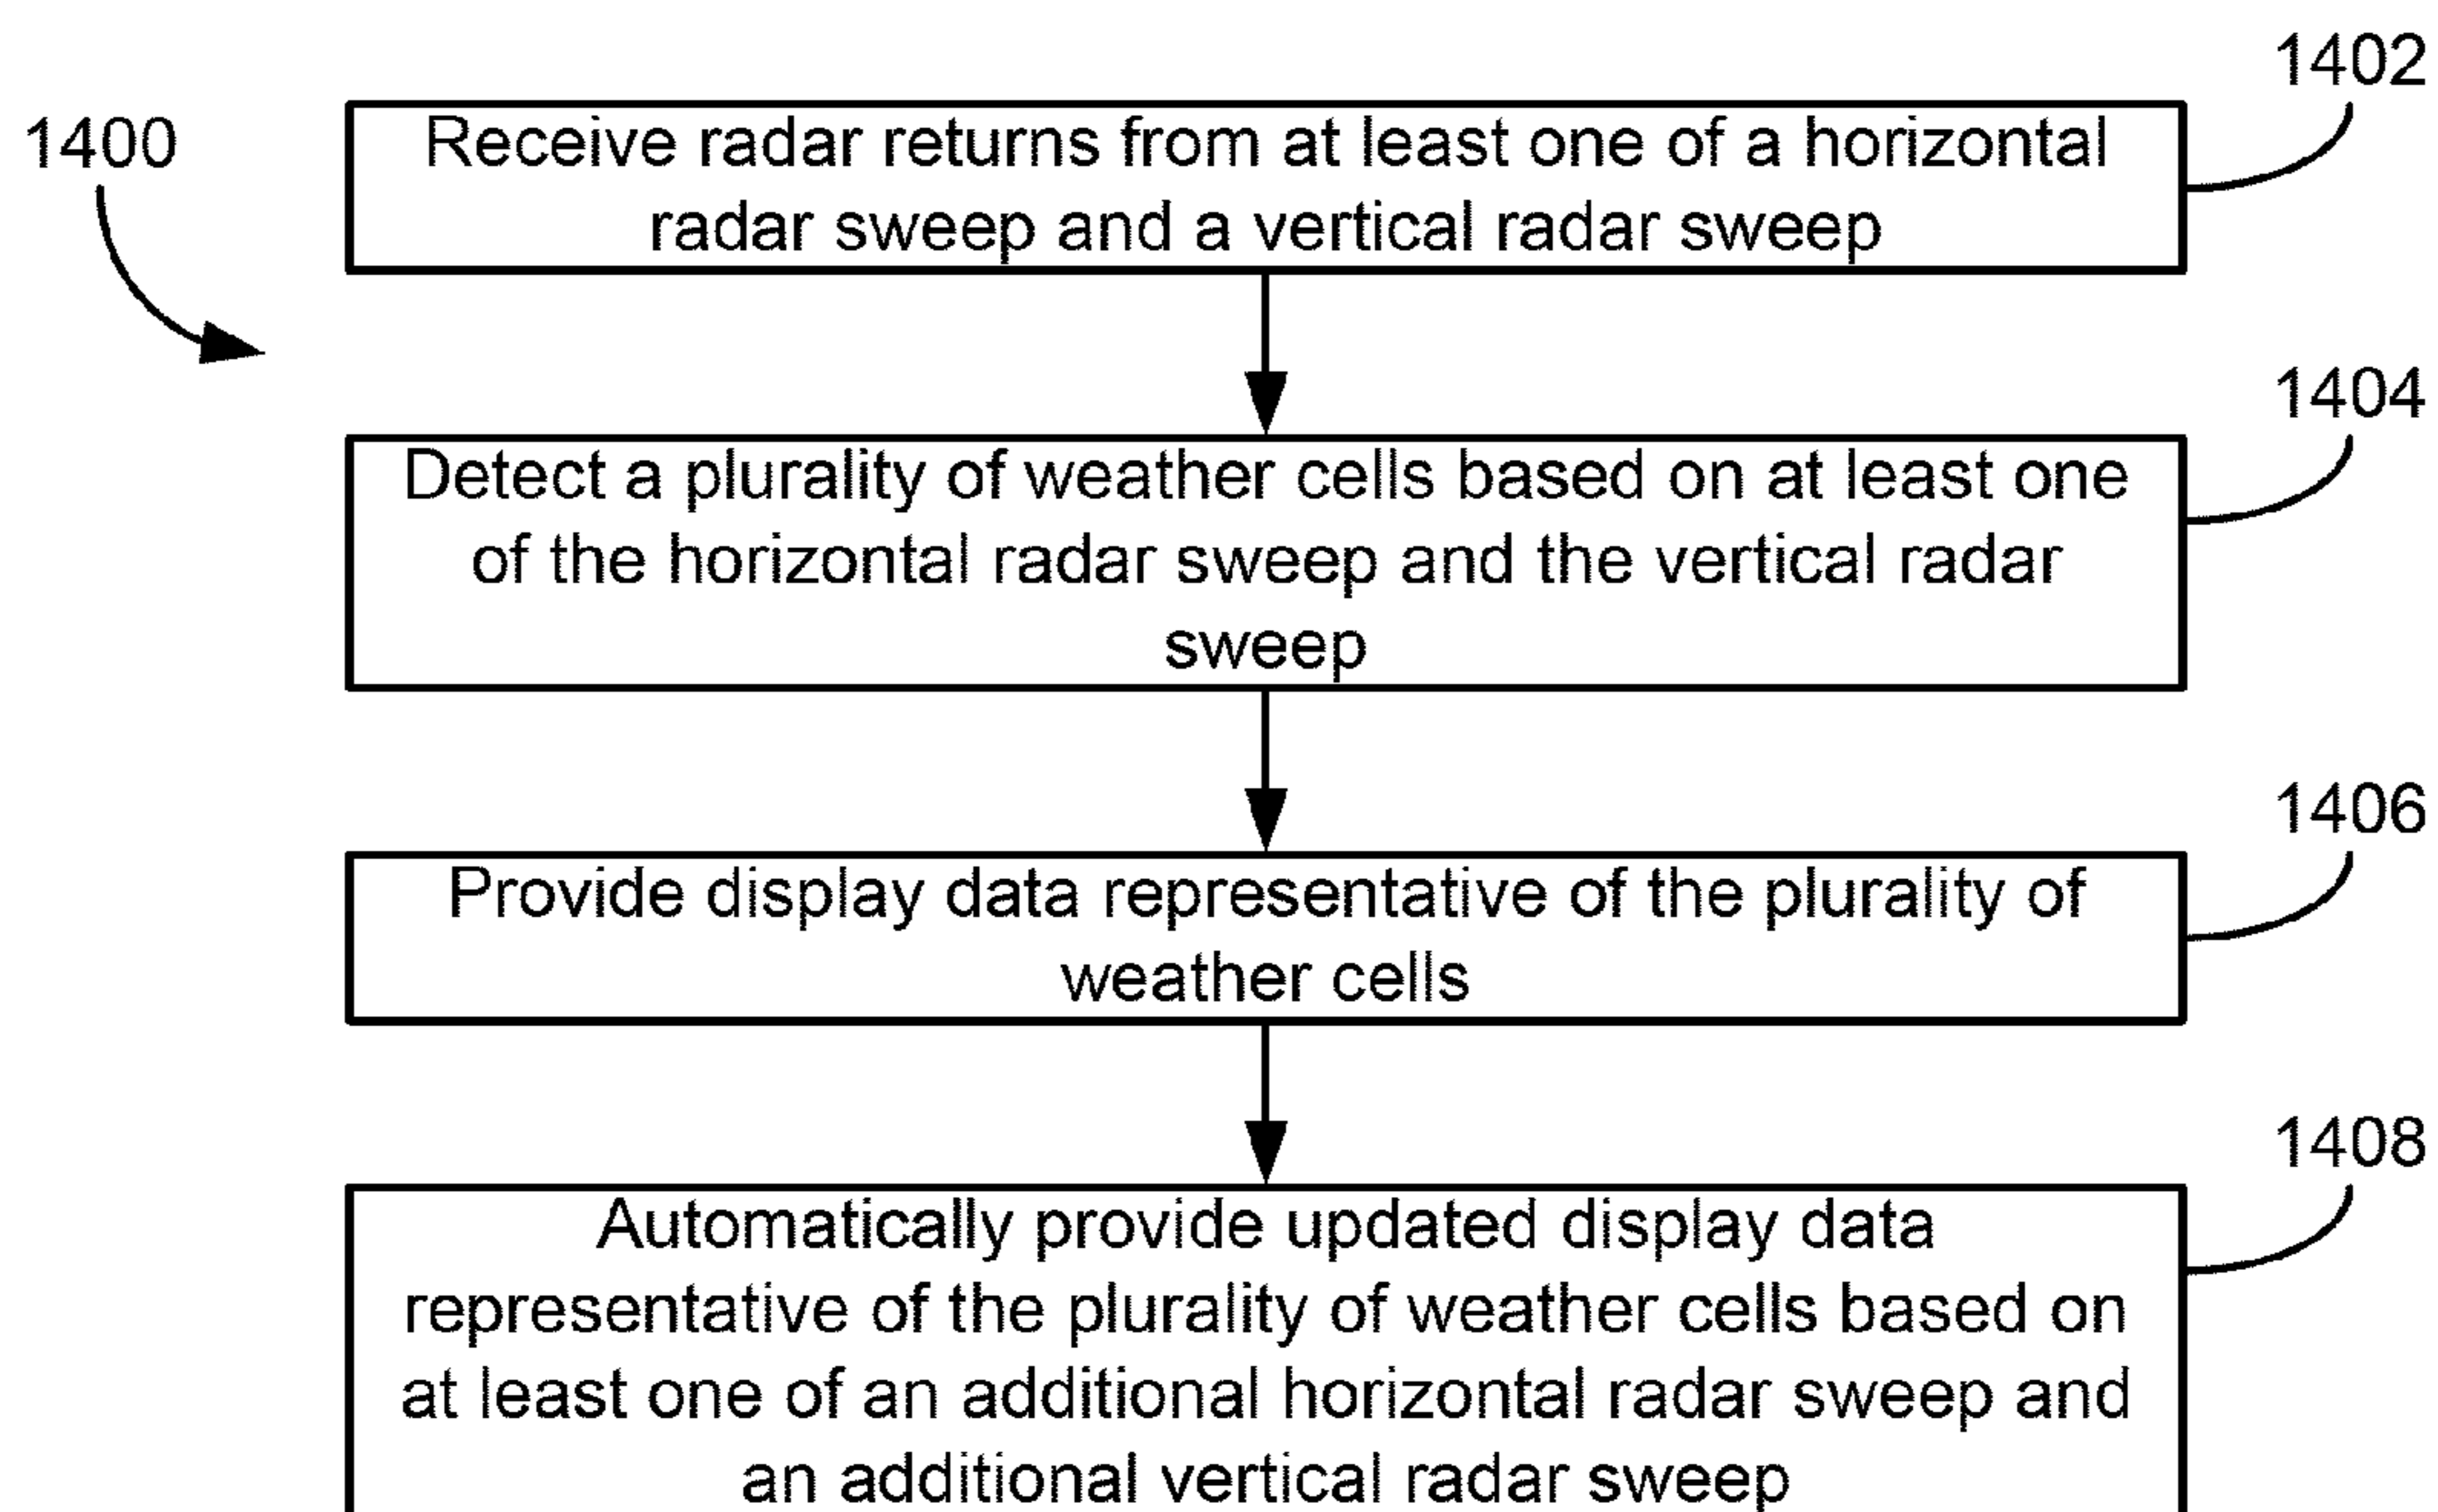 1402
1400
Receive radar returns from at least one of a horizontal
radar sweep and a vertical radar sweep
1404
Detect a plurality of weather cells based on at least one
of the horizontal radar sweep and the vertical radar
sweep
1406
Provide display data representative of the plurality of
weather cells
1408
Automatically provide updated display data
representative of the plurality of weather cells based on
at least one of an additional horizontal radar sweep and
an additional vertical radar sweep